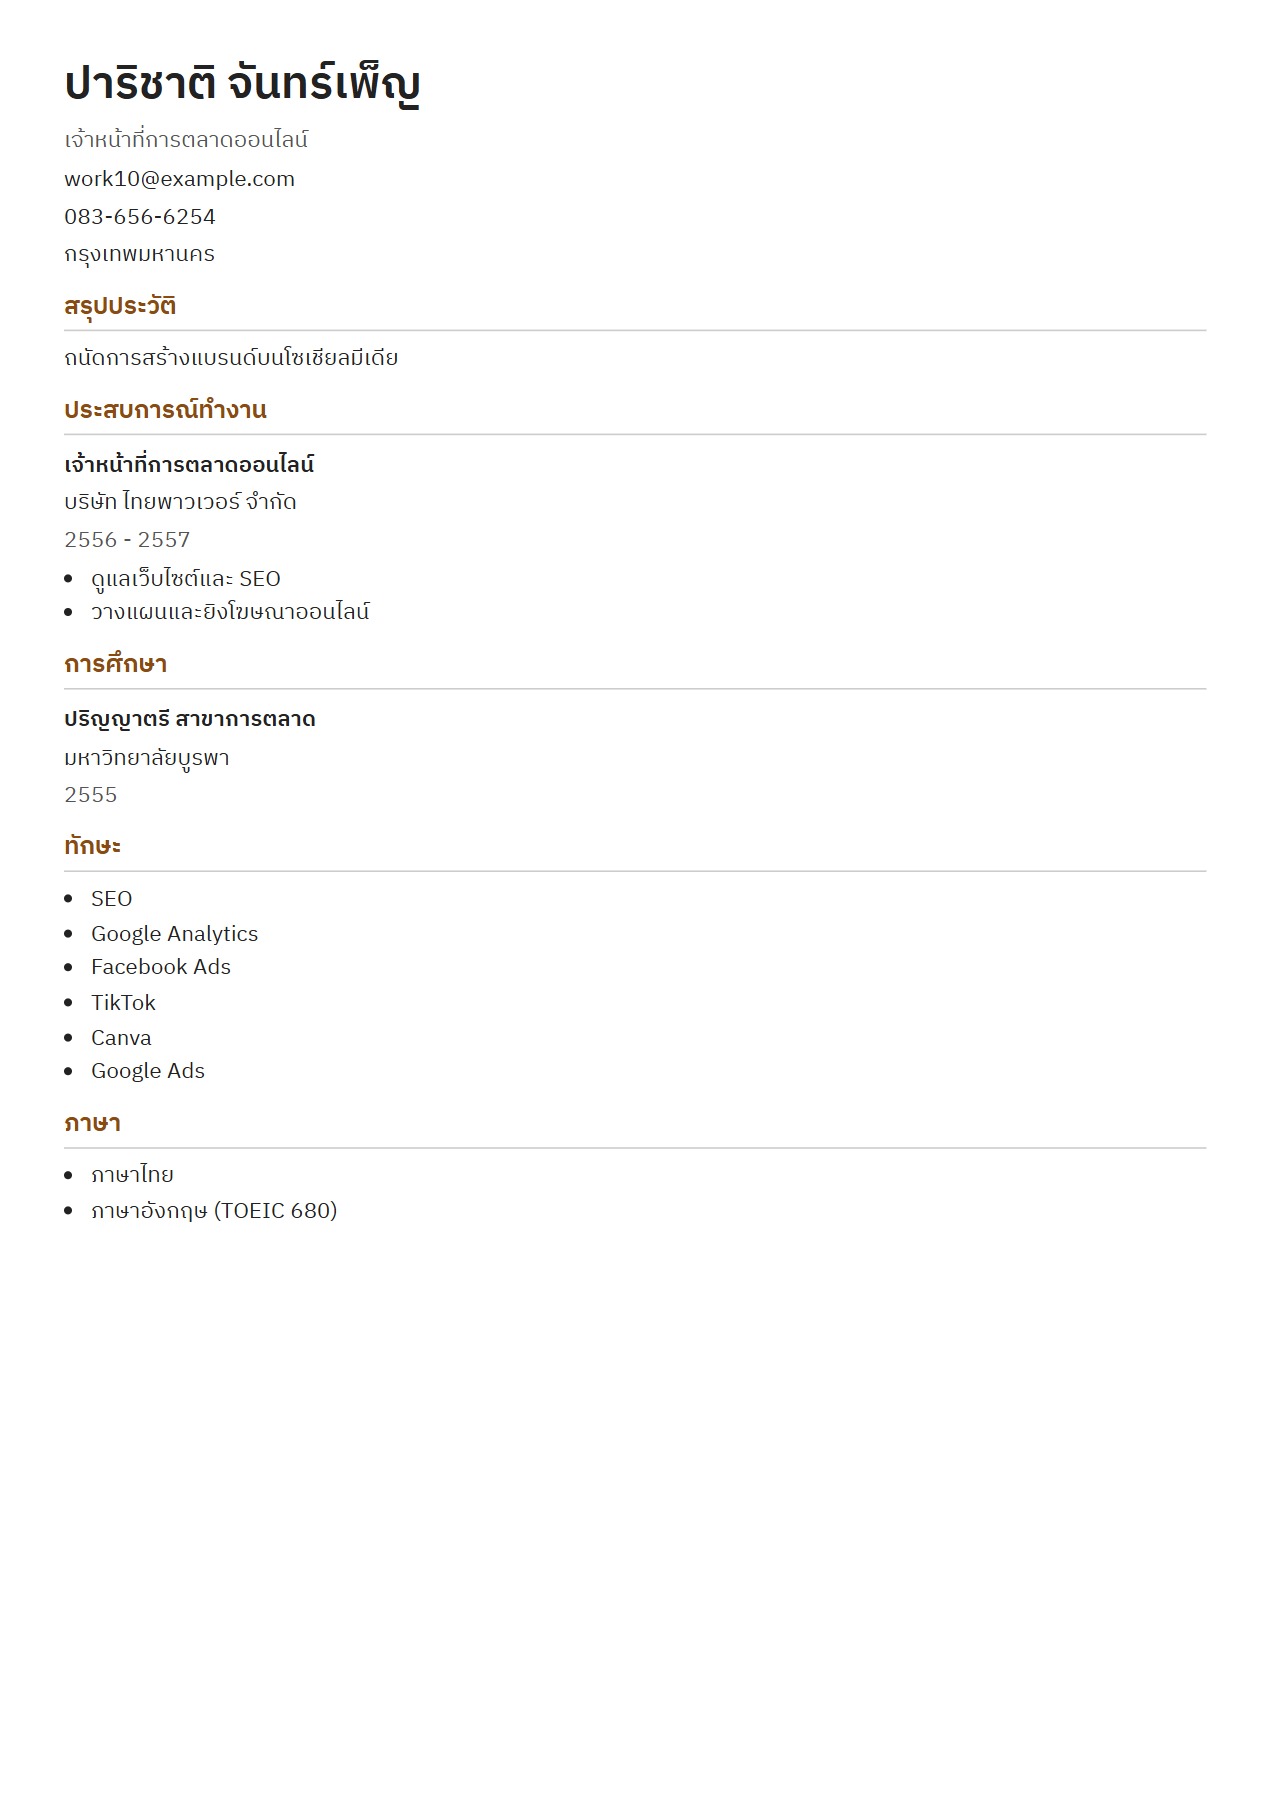 ปาริชาติ จันทร์เพ็ญ
เจ้าหน้าที่การตลาดออนไลน์
work10@example.com
083-656-6254
กรุงเทพมหานคร
สรุปประวัติ
ถนัดการสร้างแบรนด์บนโซเชียลมีเดีย
ประสบการณ์ทำงาน
เจ้าหน้าที่การตลาดออนไลน์
บริษัท ไทยพาวเวอร์ จำกัด
2556 - 2557
• ดูแลเว็บไซต์และ SEO
• วางแผนและยิงโฆษณาออนไลน์
การศึกษา
ปริญญาตรี สาขาการตลาด
มหาวิทยาลัยบูรพา
2555
ทักษะ
• SEO
• Google Analytics
• Facebook Ads
• TikTok
• Canva
• Google Ads
ภาษา
• ภาษาไทย
• ภาษาอังกฤษ (TOEIC 680)